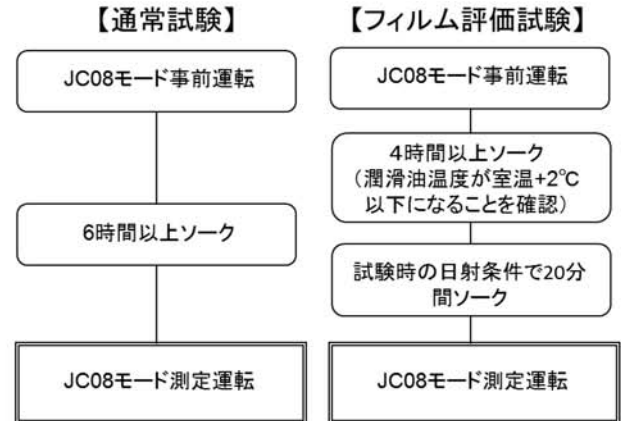 【通常試験】
JC08モード事前運転
6時間以上ソーク
JC08モード測定運転
【フィルム評価試験】
JC08モード事前運転
4時間以上ソーク
(潤滑油温度が室温+2℃
以下になることを確認)
試験時の日射条件で20分
間ソーク
JC08モード測定運転